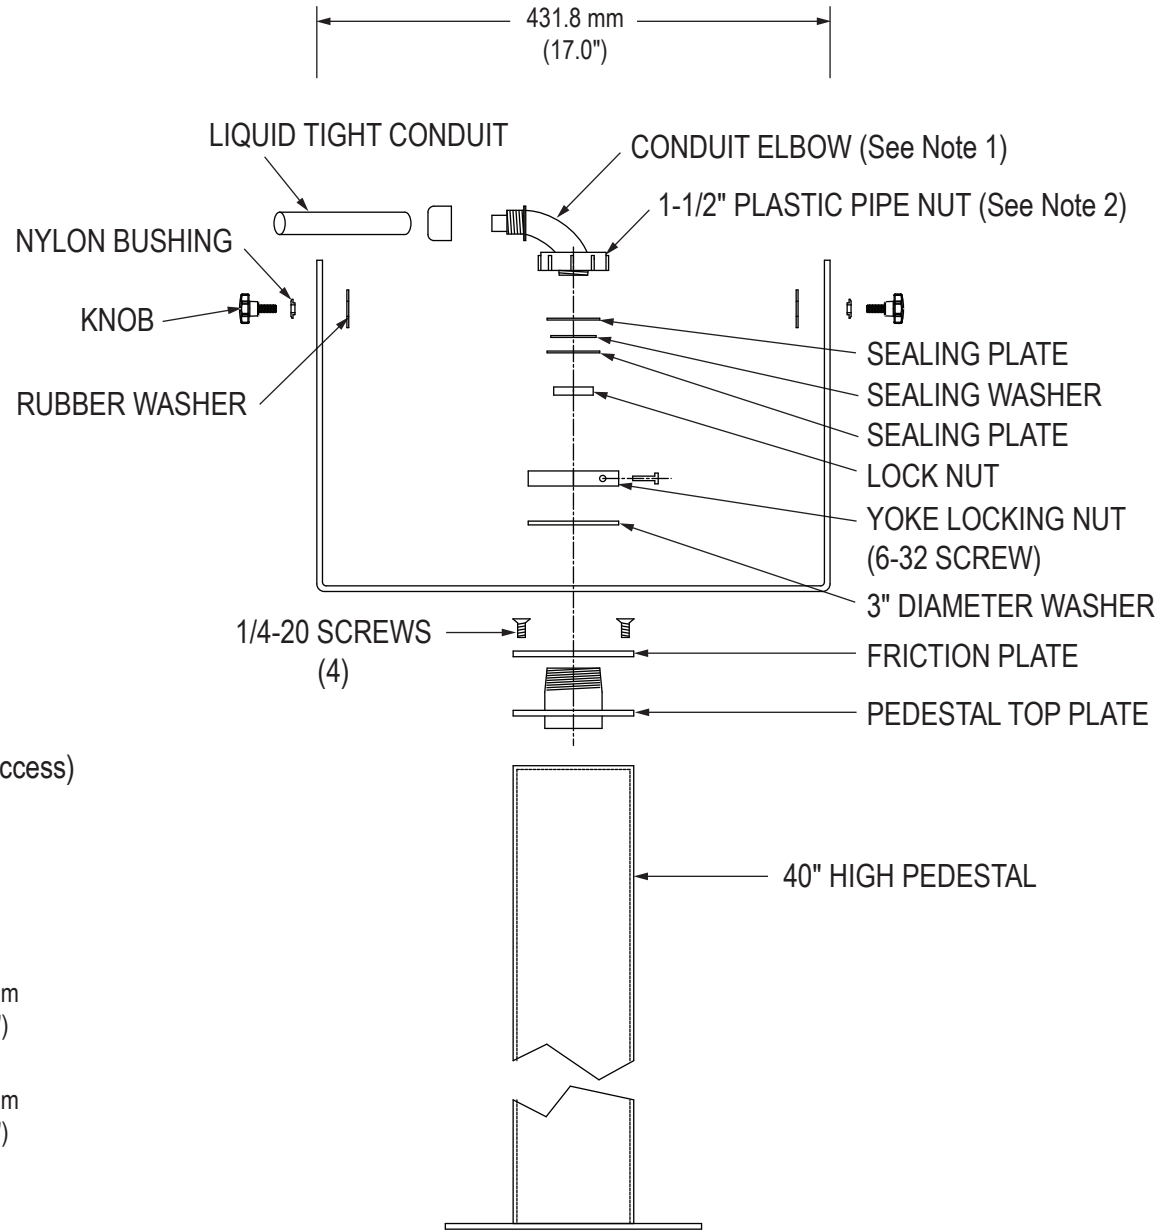 431.8 mm
(17.0")
LIQUID TIGHT CONDUIT
CONDUIT ELBOW (See Note 1)
1-1/2" PLASTIC PIPE NUT (See Note 2)
NYLON BUSHING
KNOB
RUBBER WASHER
SEALING PLATE
SEALING WASHER
SEALING PLATE
LOCK NUT
YOKE LOCKING NUT
(6-32 SCREW)
3" DIAMETER WASHER
1/4-20 SCREWS
(4)
FRICTION PLATE
PEDESTAL TOP PLATE
ccess)
40" HIGH PEDESTAL
m
")
m
")